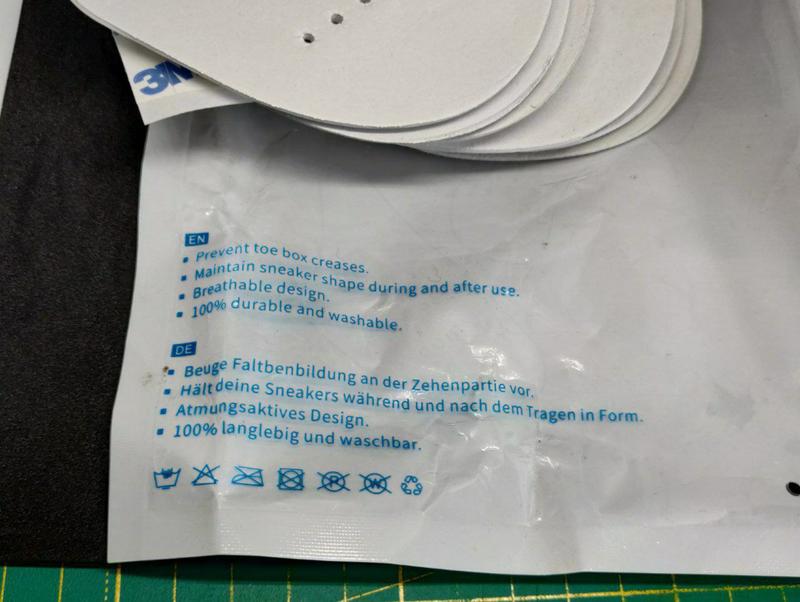 3M
EN
▪ Prevent toe box creases.
▪ Maintain sneaker shape during and after use.
▪ Breathable design.
▪ 100% durable and washable.
DE
▪ Beuge Faltbenbildung an der Zehenpartie vor.
▪ Hält deine Sneakers während und nach dem Tragen in Form.
▪ Atmungsaktives Design.
▪ 100% langlebig und waschbar.
P W